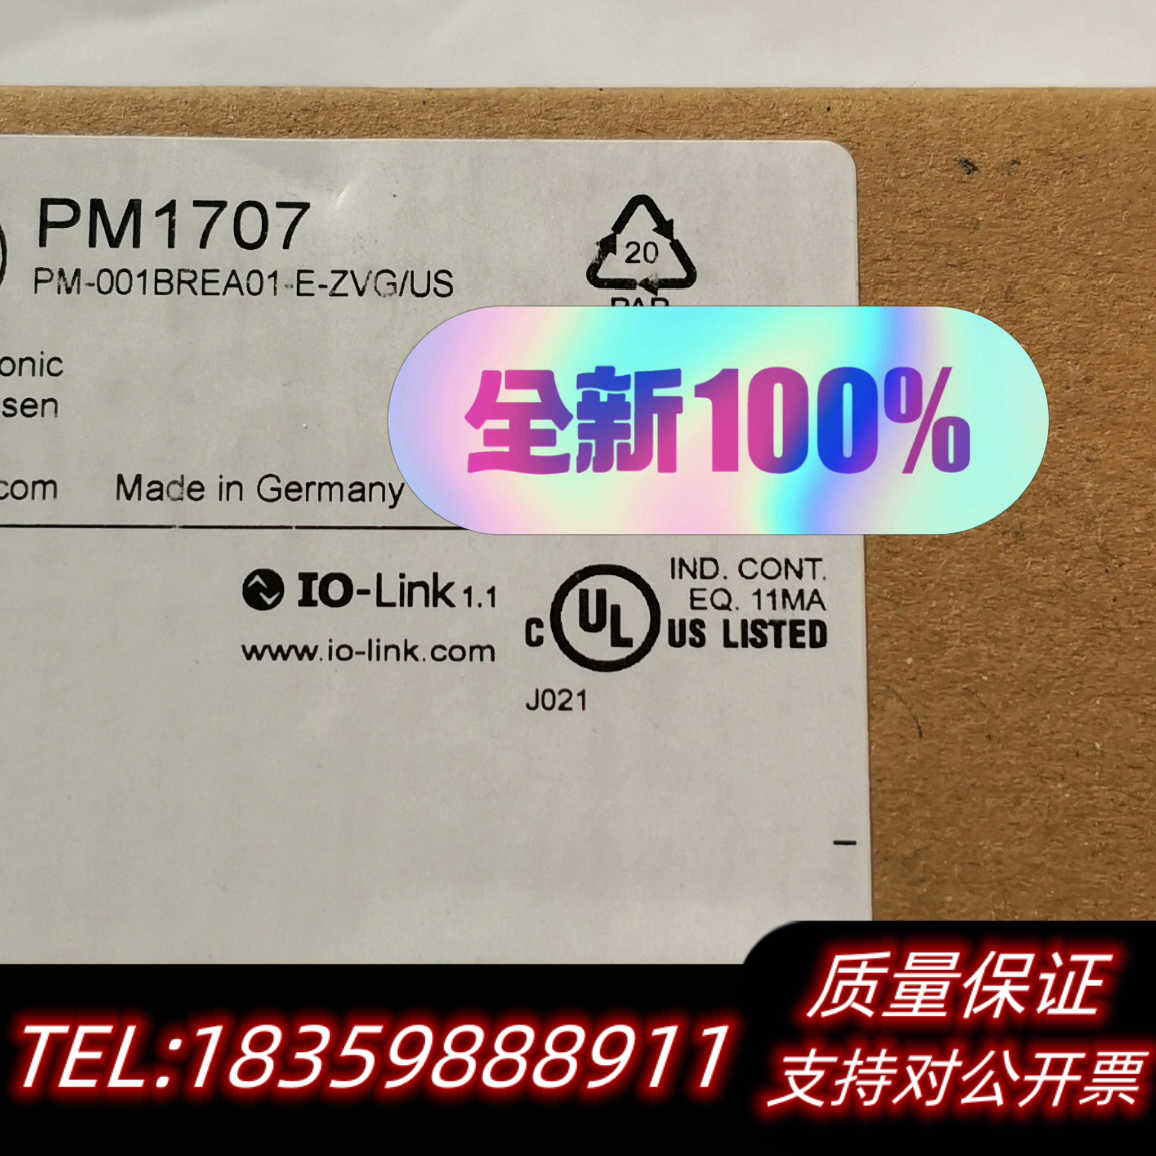 PM1707
PM-001BREA01-E-ZVG/US
20
PAP
onic
sen
.com
Made in Germany
全新100%
IO-Link 1.1
www.io-link.com
IND. CONT.
EQ. 11MA
C UL US LISTED
J021
质量保证
TEL:18359888911
支持对公开票